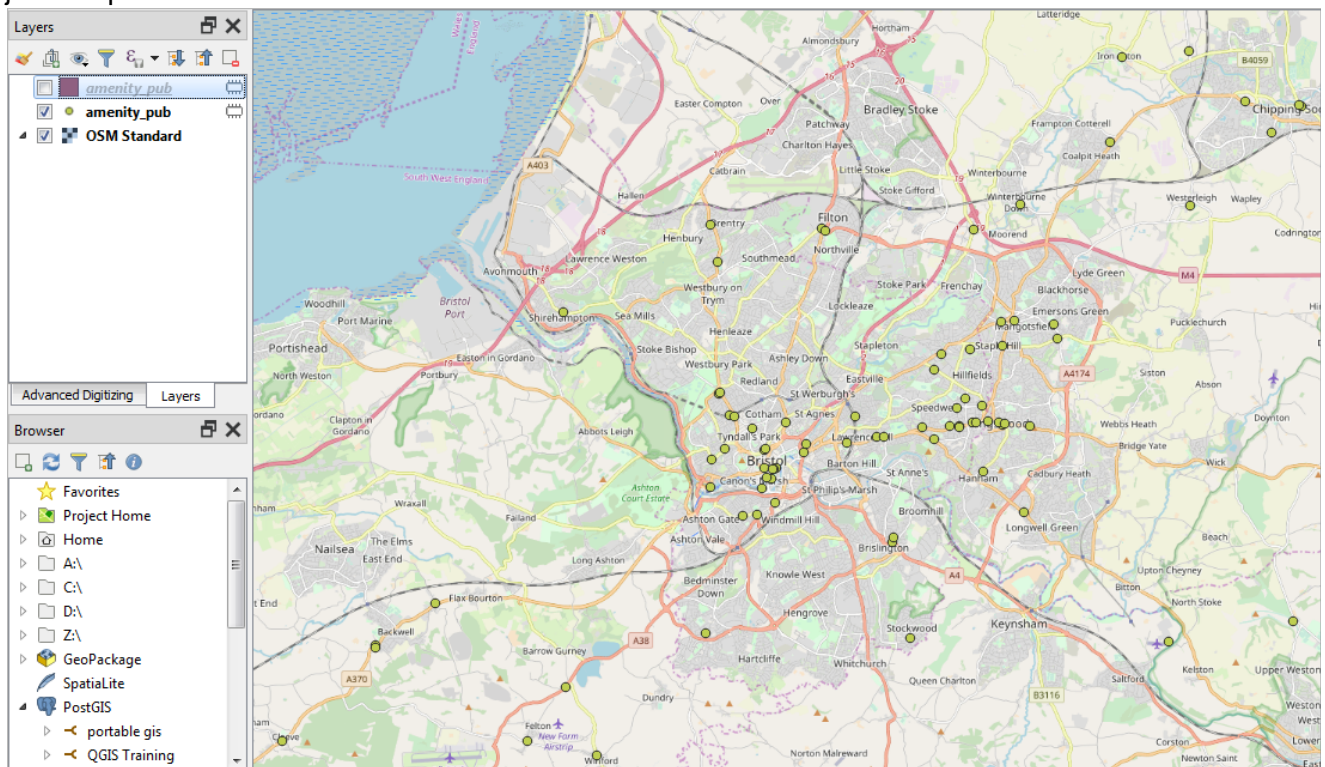 Layers
amenity_pub
amenity_pub
OSM Standard
Advanced Digitizing
Layers
Browser
Favorites
Project Home
Home
A:\
C:\
D:\
Z:\
GeoPackage
SpatiaLite
PostGIS
portable gis
QGIS Training
Latteridge
Hortham
Almondsbury
Wales
England
Iron
B4059
Easter Compton
Over
Bradley Stoke
Patchway
Frampton Cotterell
Chipping
Charlton Hayes
Coalpit Heath
A403
Catbrain
Little Stoke
Winterbourne
South West England
Stoke Gifford
Hallen
Winterbourne
Down
Westerleigh
Wapley
Filton
Henbury
Moorend
Codrington
Northville
Southmead
Lawrence Weston
Avonmouth
Lyde Green
M4
Stoke Park
Frenchay
Westbury on
Trym
Blackhorse
Bristol
Port
Woodhill
Lockleaze
Emersons Green
Port Marine
Shirehampton
Sea Mills
Pucklechurch
Henleaze
Portishead
Stoke Bishop
Stapleton
Easton in Gordano
Ashley Down
Westbury Park
Siston
North Weston
Portbury
Redland
Eastville
Hillfields
A4174
Abson
St Werburgh's
Clapton in
Gordano
Cotham
St Agnes
Speedwell
Doynton
Abbots Leigh
Tyndall's Park
Webbs Heath
Bridge Yate
Bristol
Barton Hill
Wick
St Anne's
Cadbury Heath
Ashton
Court Estate
Hanham
St Philip's-Marsh
Wraxall
Failand
Broomhill
Ashton Gate
Windmill Hill
Longwell Green
Nailsea
The Elms
East End
Ashton Vale
Brislington
Beach
Long Ashton
Knowle West
A4
Upton Cheyney
Bedminster
Down
Bitton
Flax Bourton
North Stoke
Hengrove
Backwell
Stockwood
Keynsham
A38
Barrow Gurney
Hartcliffe
Whitchurch
Kelston
Upper Weston
A370
Queen Charlton
Saltford
Dundry
B3116
Felton
New Farm
Airstrip
Corston
Norton Malreward
Winford
Newton Saint